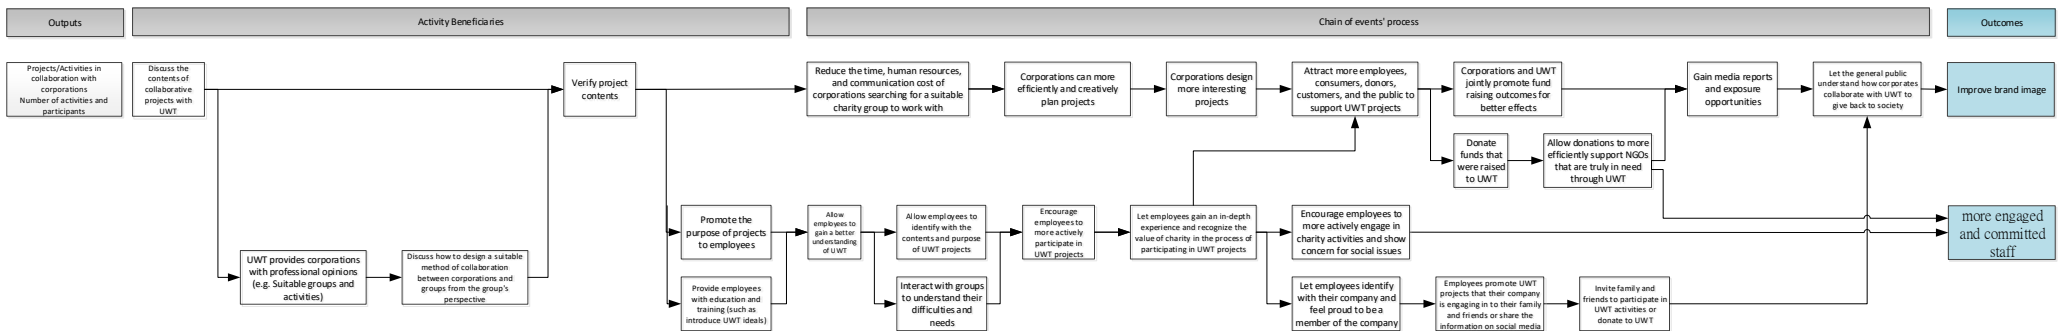 Outputs
Activity Beneficiaries
Chain of events' process
Outcomes
Projects/Activities in
collaboration with
corporations
Number of activities and
participants
Discuss the
contents of
collaborative
projects with
UWT
Verify project
contents
Reduce the time, human resources,
and communication cost of
corporations searching for a suitable
charity group to work with
Corporations can more
efficiently and creatively
plan projects
Corporations design
more interesting
projects
Attract more employees,
consumers, donors,
customers, and the public to
support UWT projects
Corporations and UWT
jointly promote fund
raising outcomes for
better effects
Gain media reports
and exposure
opportunities
Let the general public
understand how corporates
collaborate with UWT to
give back to society
Improve brand image
Donate
funds that
were raised
to UWT
Allow donations to more
efficiently support NGOs
that are truly in need
through UWT
Promote the
purpose of projects
to employees
Allow
employees to
gain a better
understanding
of UWT
Allow employees to
identify with the
contents and purpose
of UWT projects
Encourage
employees to
more actively
participate in
UWT projects
Let employees gain an in-depth
experience and recognize the
value of charity in the process of
participating in UWT projects
Encourage employees to
more actively engage in
charity activities and show
concern for social issues
more engaged
and committed
staff
UWT provides corporations
with professional opinions
(e.g. Suitable groups and
activities)
Discuss how to design a suitable
method of collaboration
between corporations and
groups from the group's
perspective
Provide employees
with education and
training (such as
introduce UWT ideals)
Interact with groups
to understand their
difficulties and
needs
Let employees identify
with their company and
feel proud to be a
member of the company
Employees promote UWT
projects that their company
is engaging in to their family
and friends or share the
information on social media
Invite family and
friends to participate in
UWT activities or
donate to UWT